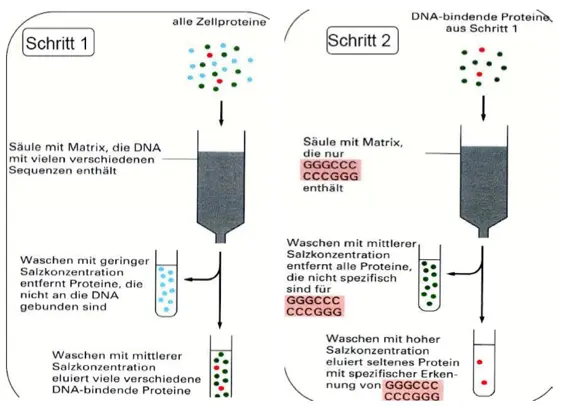 Schritt 1
alle Zellproteine
Säule mit Matrix, die DNA
mit vielen verschiedenen
Sequenzen enthält
Waschen mit geringer
Salzkonzentration
entfernt Proteine, die
nicht an die DNA
gebunden sind
Waschen mit mittlerer
Salzkonzentration
eluiert viele verschiedene
DNA-bindende Proteine
Schritt 2
DNA-bindende Proteine
aus Schritt 1
Säule mit Matrix,
die nur
GGGCCC
CCCGGG
enthält
Waschen mit mittlerer
Salzkonzentration
entfernt alle Proteine,
die nicht spezifisch
sind für
GGGCCC
CCCGGG
Waschen mit hoher
Salzkonzentration
eluiert seltenes Protein
mit spezifischer Erken-
nung von GGGCCC
CCCGGG